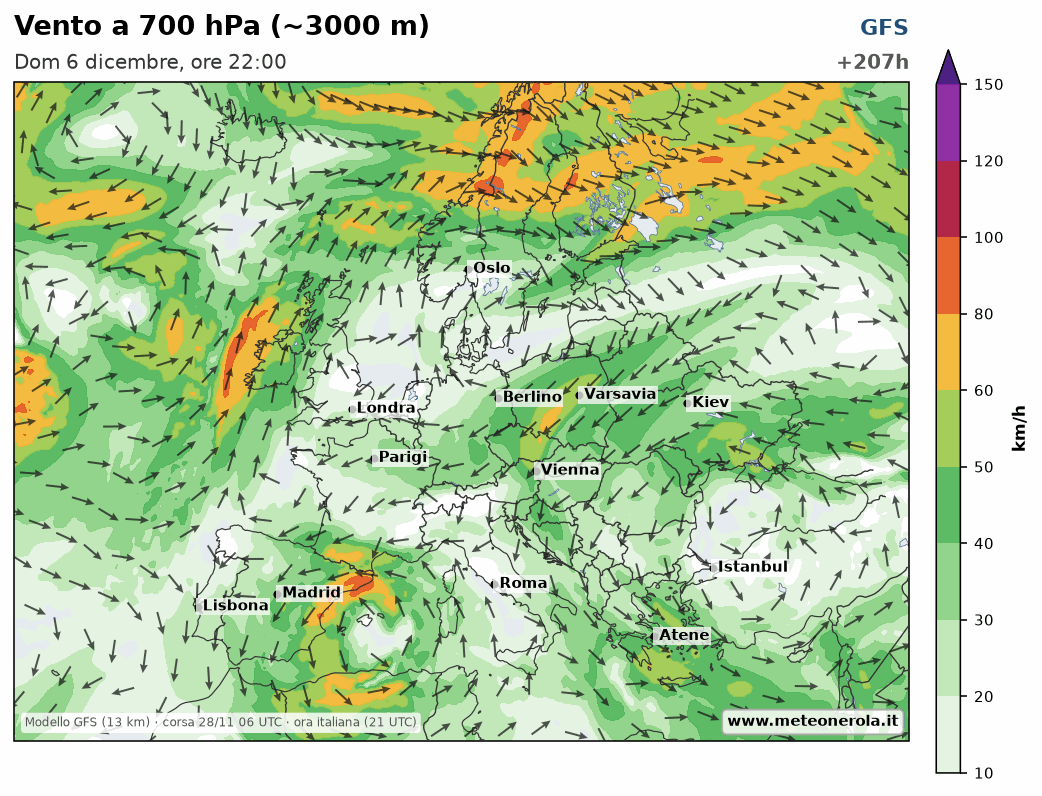 Vento a 700 hPa (~3000 m)
GFS
Dom 6 dicembre, ore 22:00
+207h
150
120
100
80
60
50
40
30
20
10
km/h
Oslo
Berlino
Varsavia
Kiev
Londra
Parigi
Vienna
Istanbul
Roma
Madrid
Lisbona
Atene
Modello GFS (13 km) · corsa 28/11 06 UTC · ora italiana (21 UTC)
www.meteonerola.it